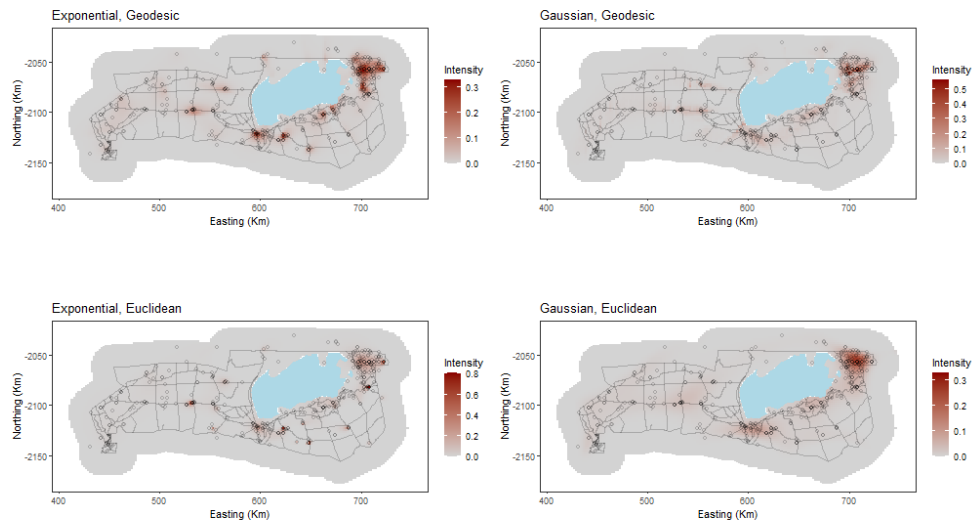 Exponential, Geodesic
Northing (Km)
-2050
-2100
-2150
400 500 600 700
Easting (Km)
Intensity
0.3
0.2
0.1
0.0
Gaussian, Geodesic
Northing (Km)
-2050
-2100
-2150
400 500 600 700
Easting (Km)
Intensity
0.5
0.4
0.3
0.2
0.1
0.0
Exponential, Euclidean
Northing (Km)
-2050
-2100
-2150
400 500 600 700
Easting (Km)
Intensity
0.8
0.6
0.4
0.2
0.0
Gaussian, Euclidean
Northing (Km)
-2050
-2100
-2150
400 500 600 700
Easting (Km)
Intensity
0.3
0.2
0.1
0.0